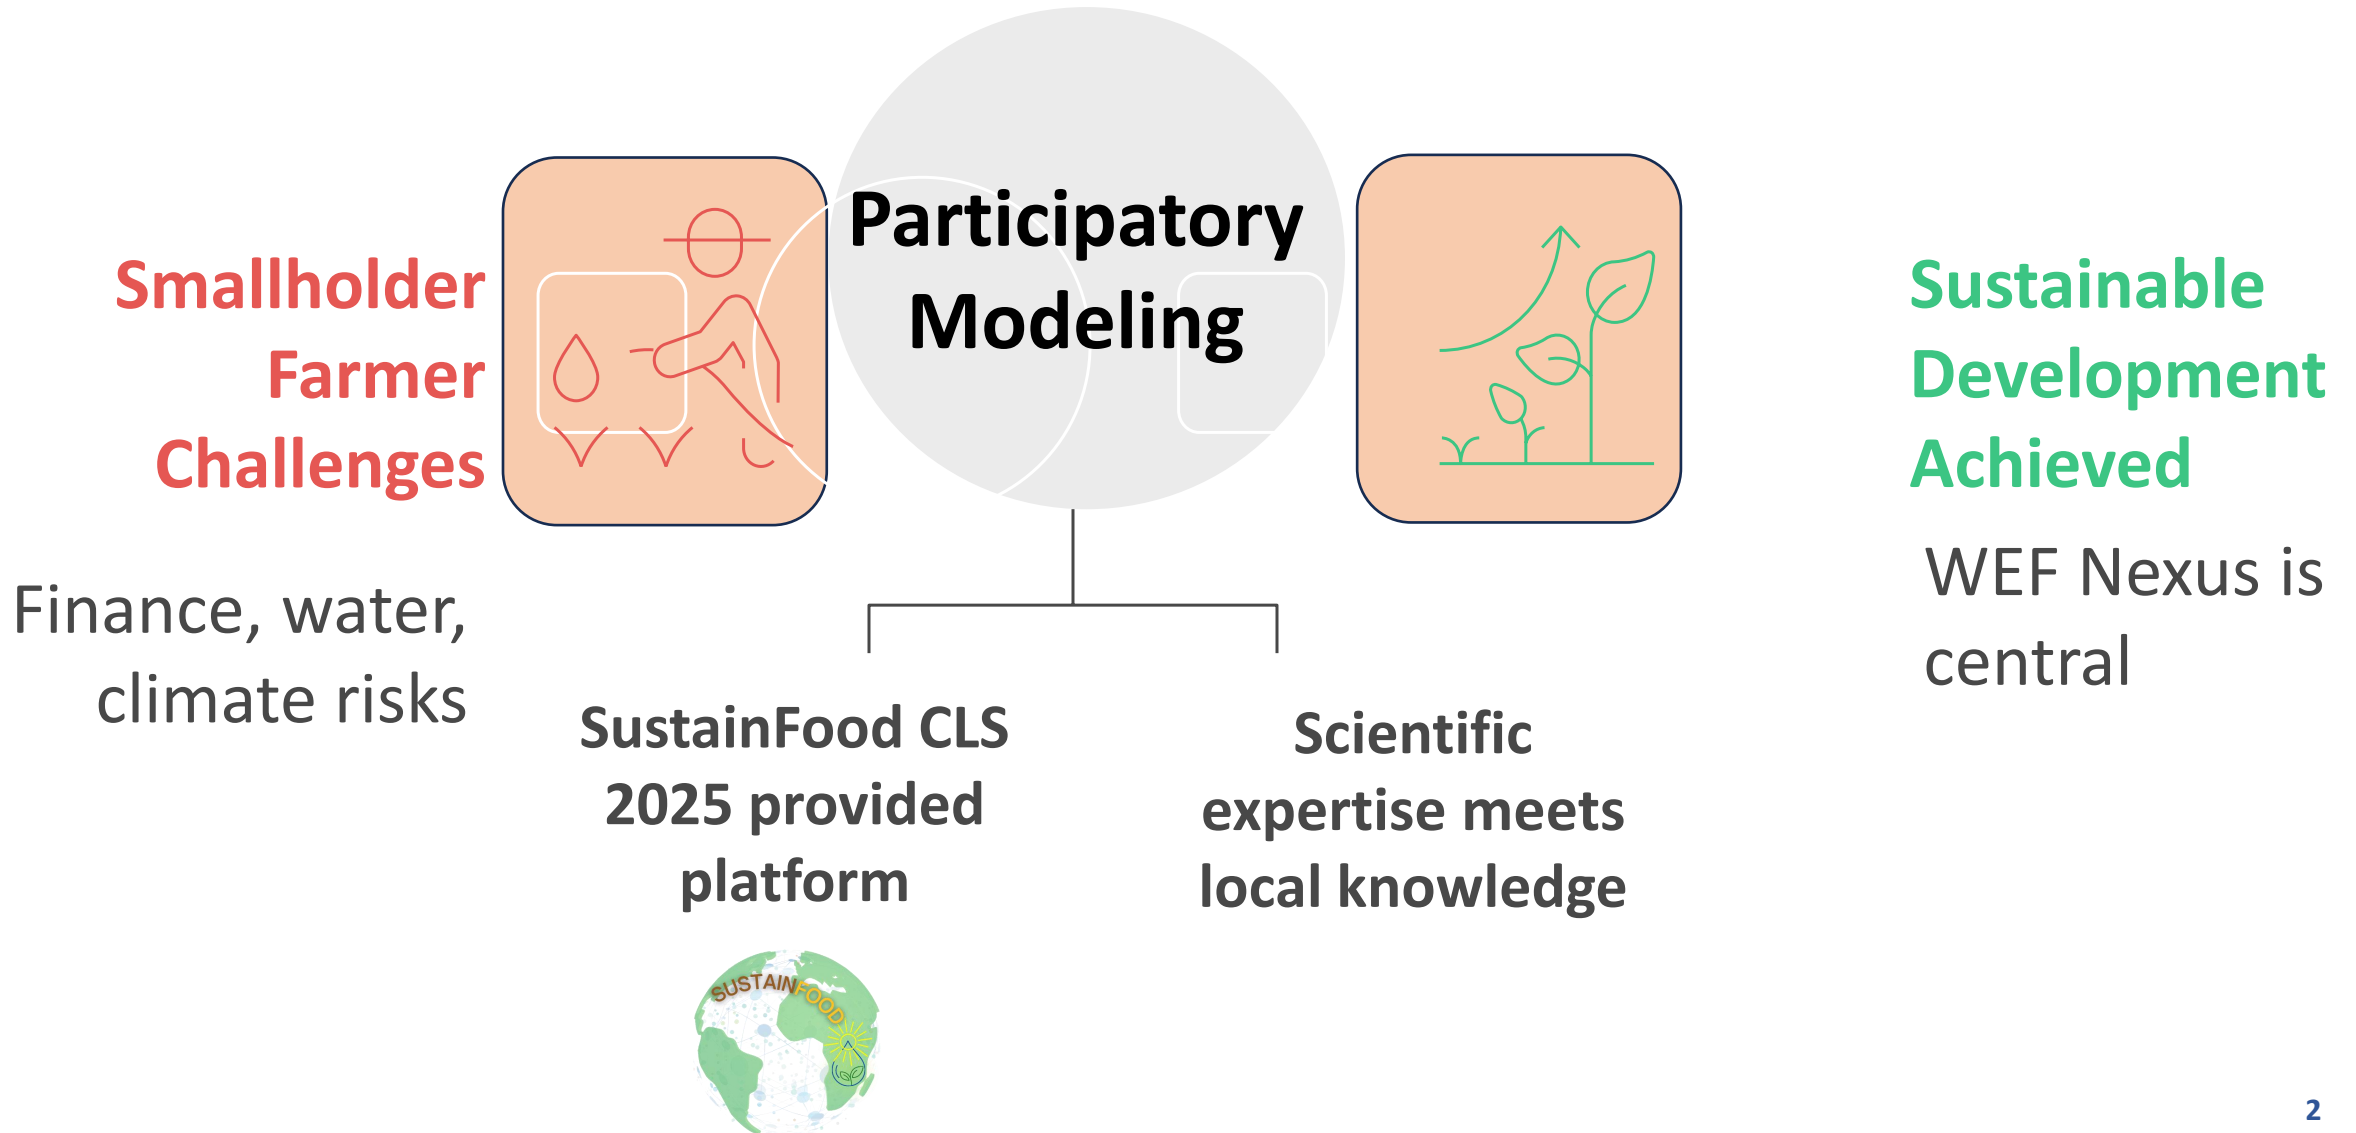 Participatory
Modeling
Smallholder
Farmer
Challenges
Finance, water,
climate risks
Sustainable
Development
Achieved
WEF Nexus is
central
SustainFood CLS
2025 provided
platform
Scientific
expertise meets
local knowledge
SUSTAINFOOD
2